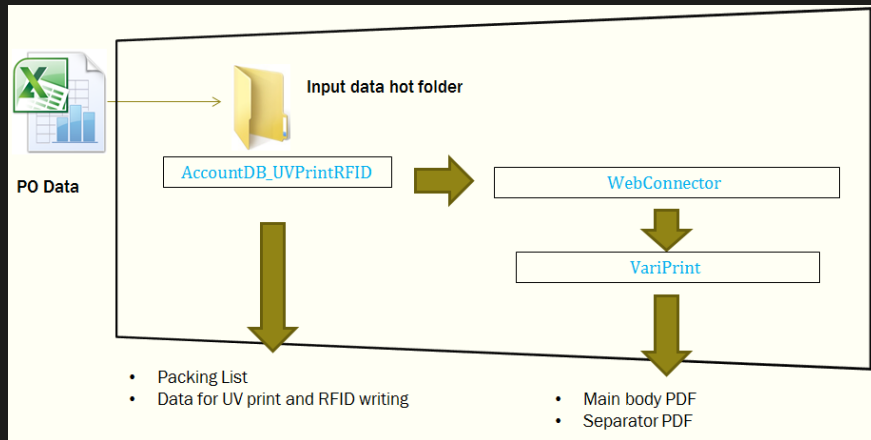 Input data hot folder
PO Data
AccountDB_UVPrintRFID
WebConnector
VariPrint
• Packing List
• Data for UV print and RFID writing
• Main body PDF
• Separator PDF